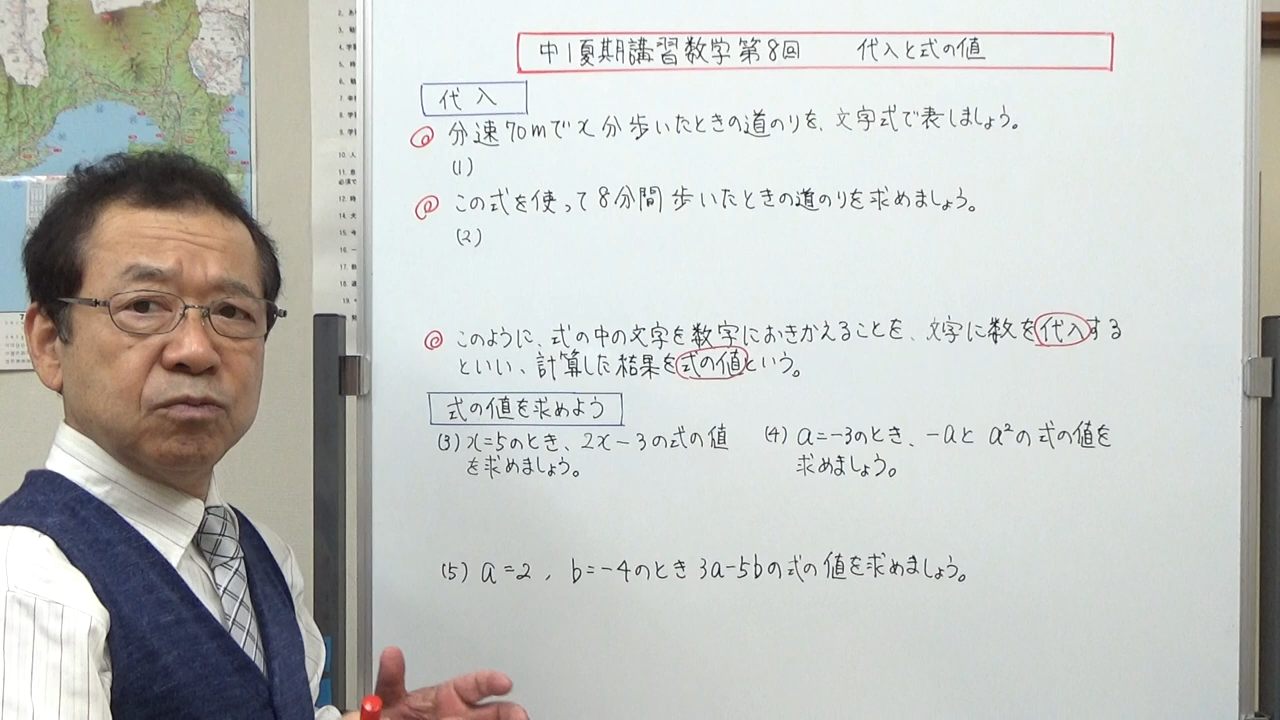 中1夏期講習数学第8回 代入と式の値
代入
@ 分速70mでx分歩いたときの道のりを、文字式で表しましょう。
(1)
@ この式を使って8分間歩いたときの道のりを求めましょう。
(2)
@ このように、式の中の文字を数字におきかえることを、文字に数を代入する
といい、計算した結果を式の値という。
式の値を求めよう
(3) x=5のとき、2x-3の式の値
を求めましょう。
(4) a=-3のとき、-aと a²の式の値を
求めましょう。
(5) a=2, b=-4のとき 3a-5bの式の値を求めましょう。